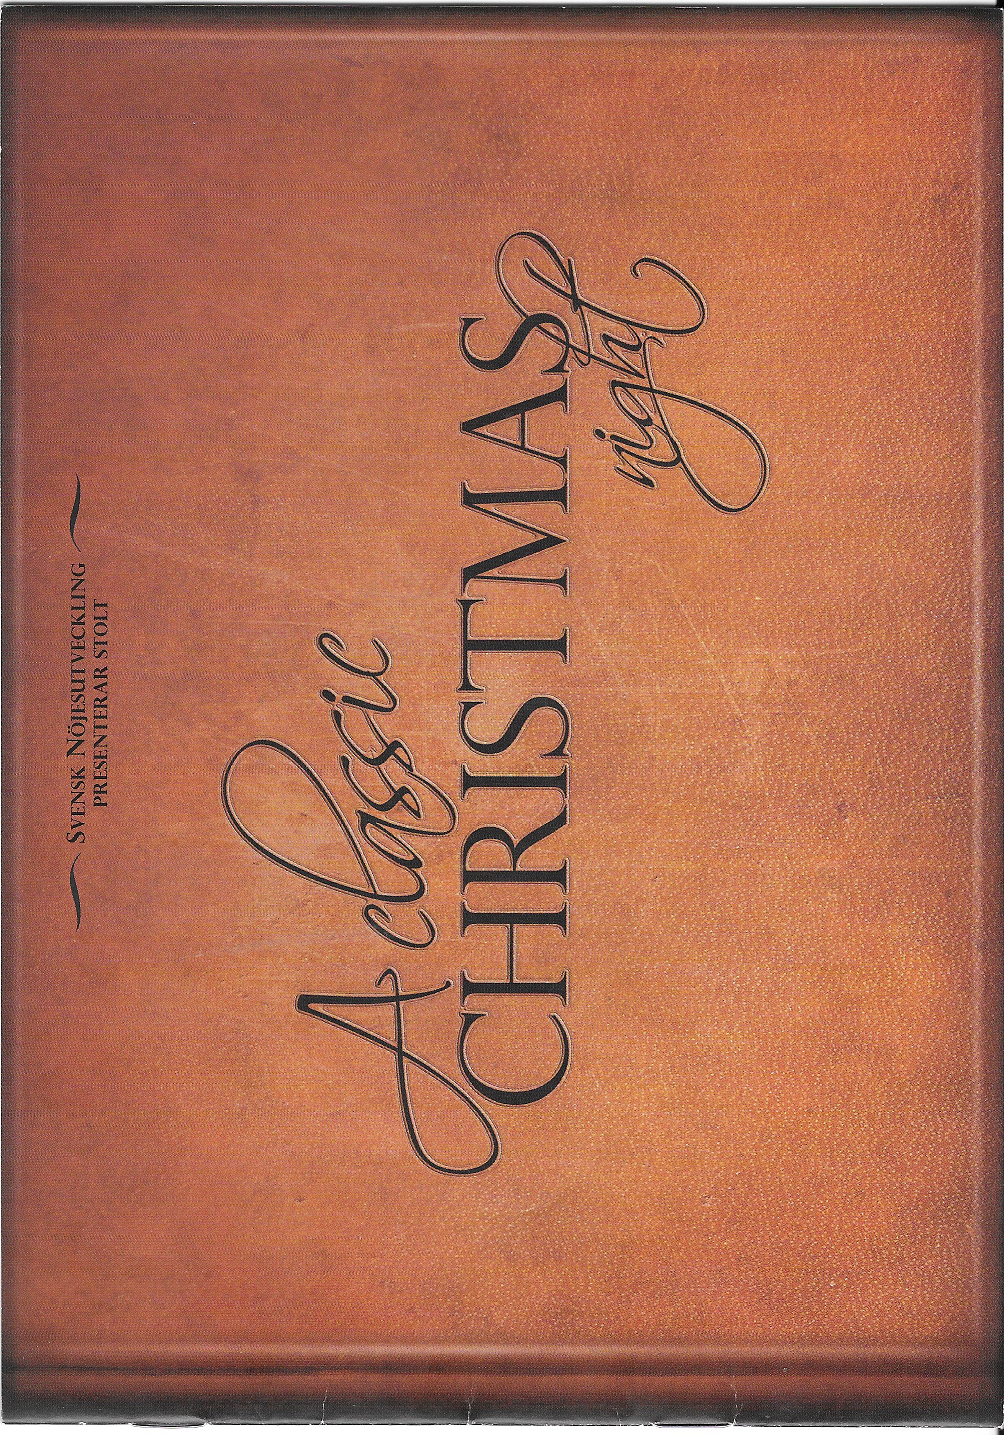 Svensk Nöjesutveckling
presenterar stolt
A classic
CHRISTMAS
night